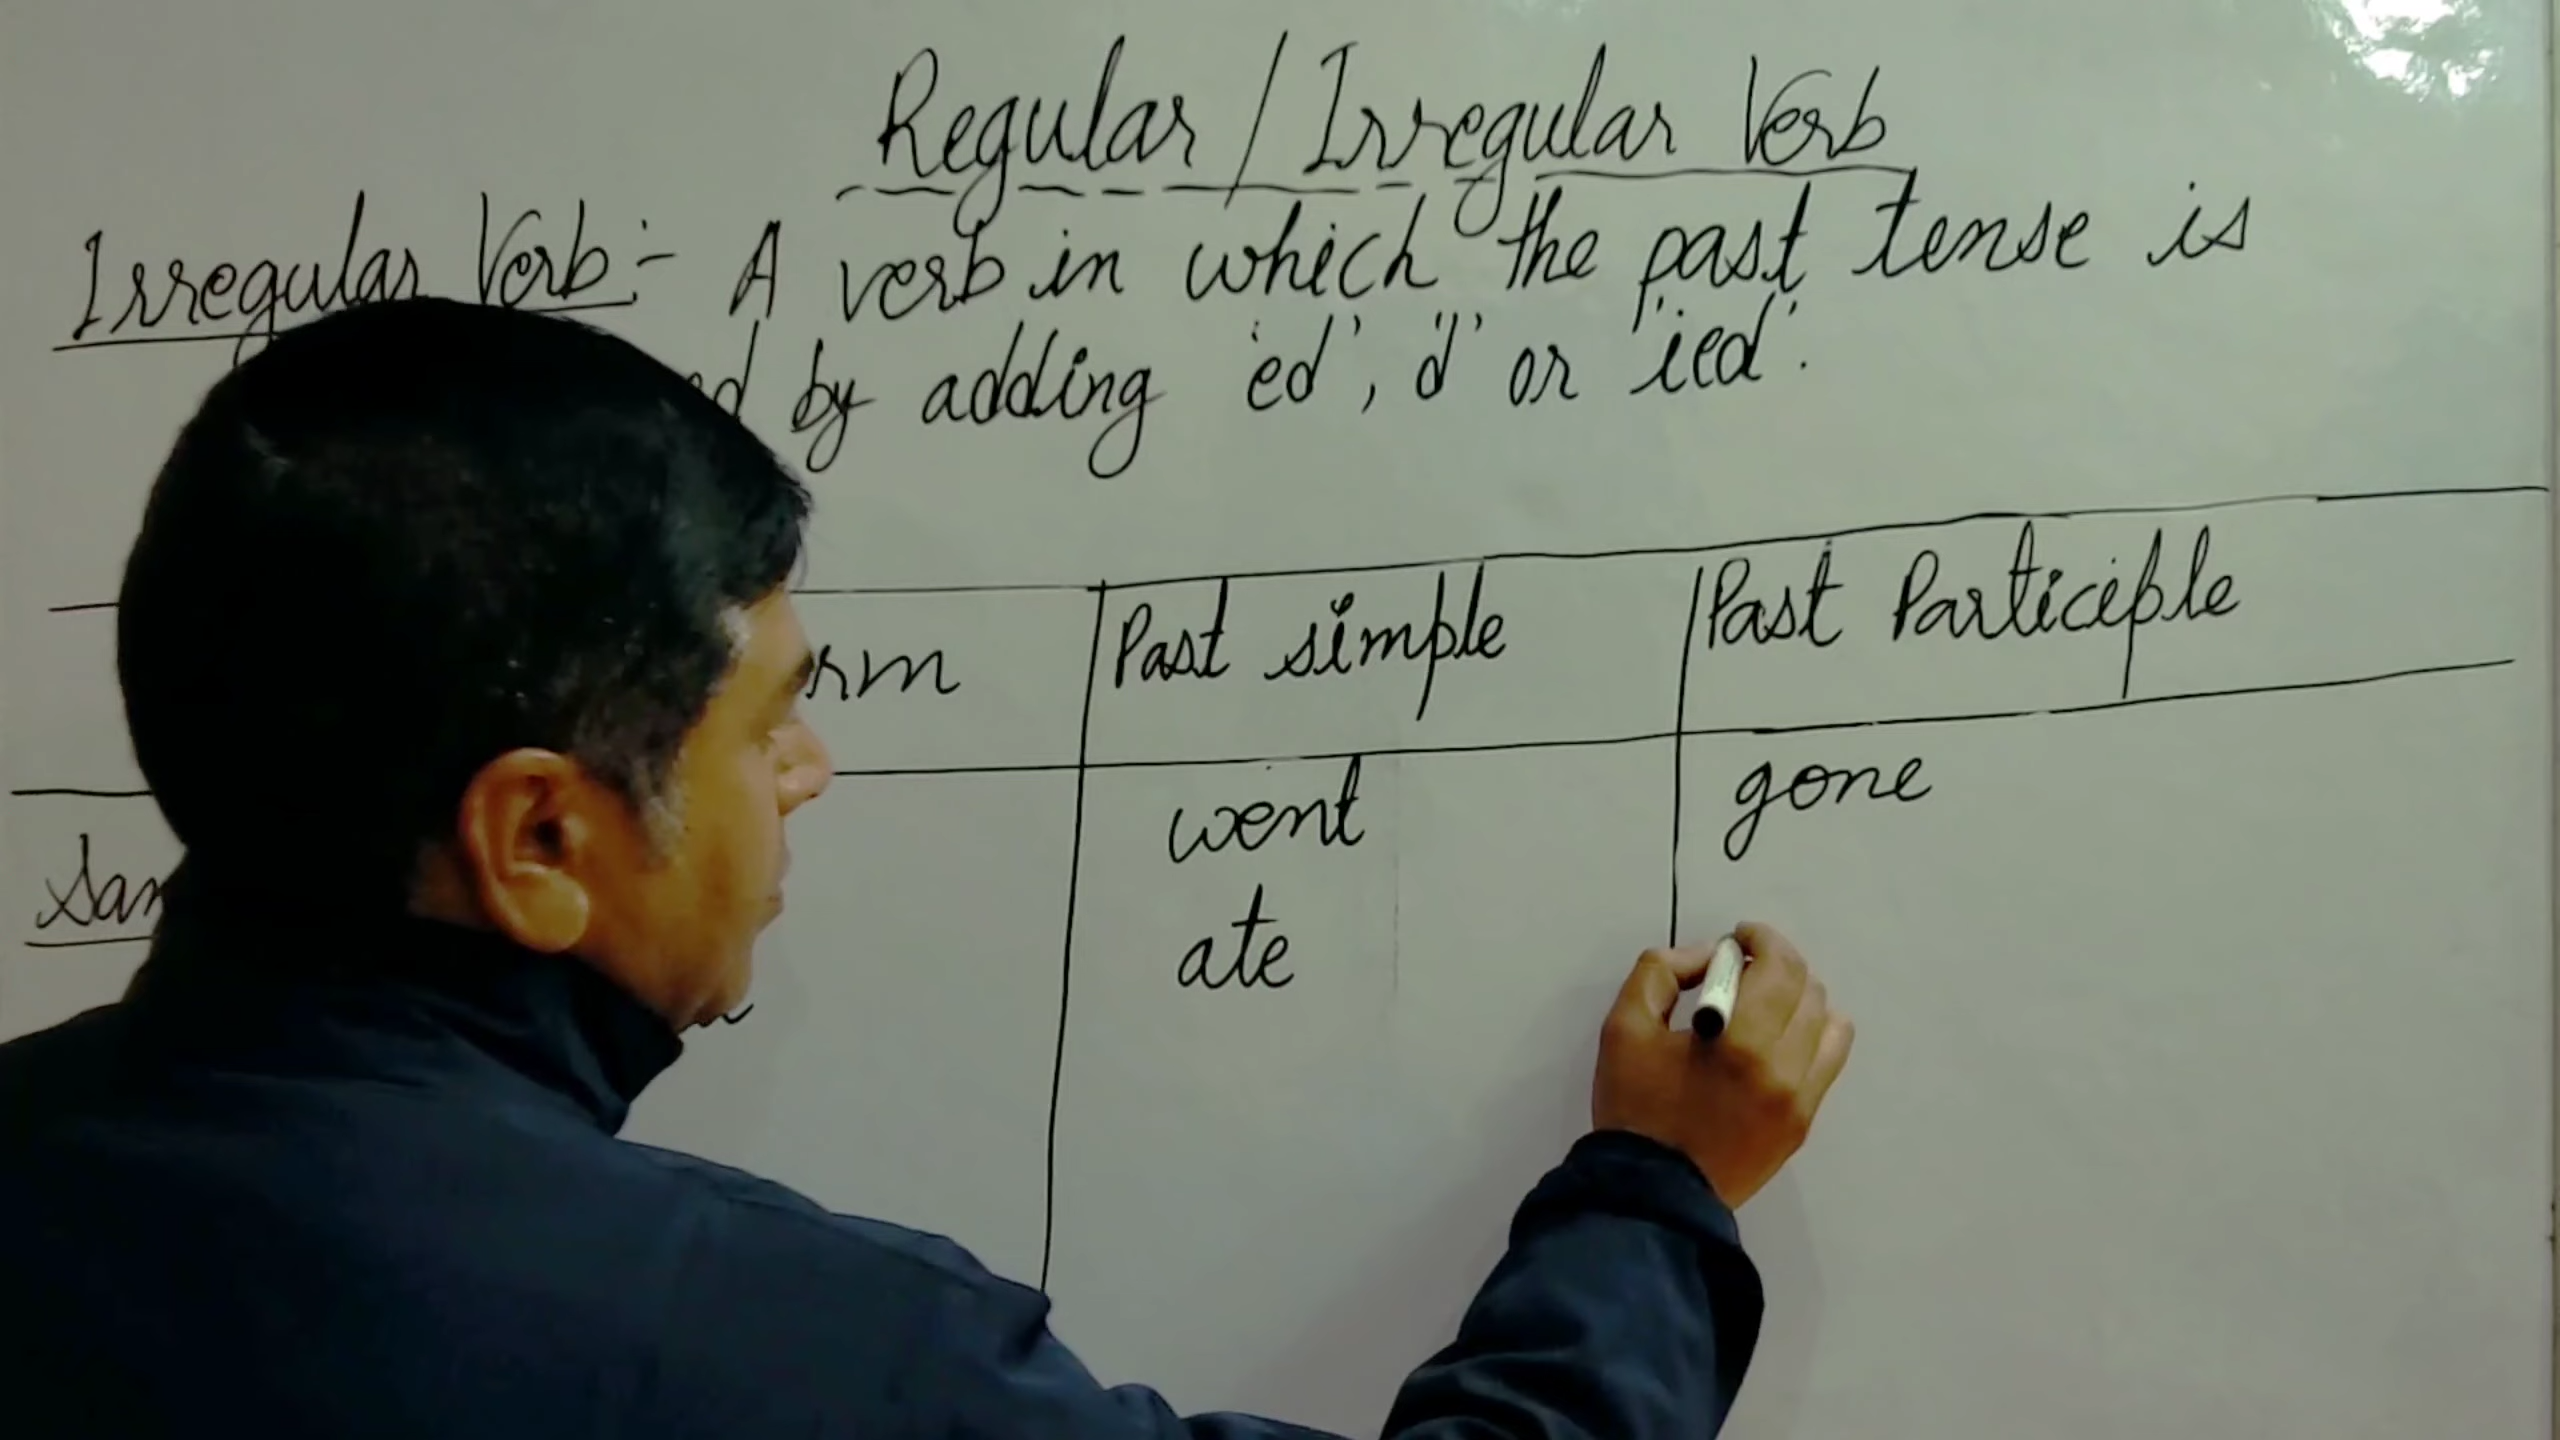 Regular / Irregular Verb
Irregular Verb :- A verb in which the past tense is
by adding 'ed', 'd' or 'ied'.
Past simple Past Participle
went gone
ate